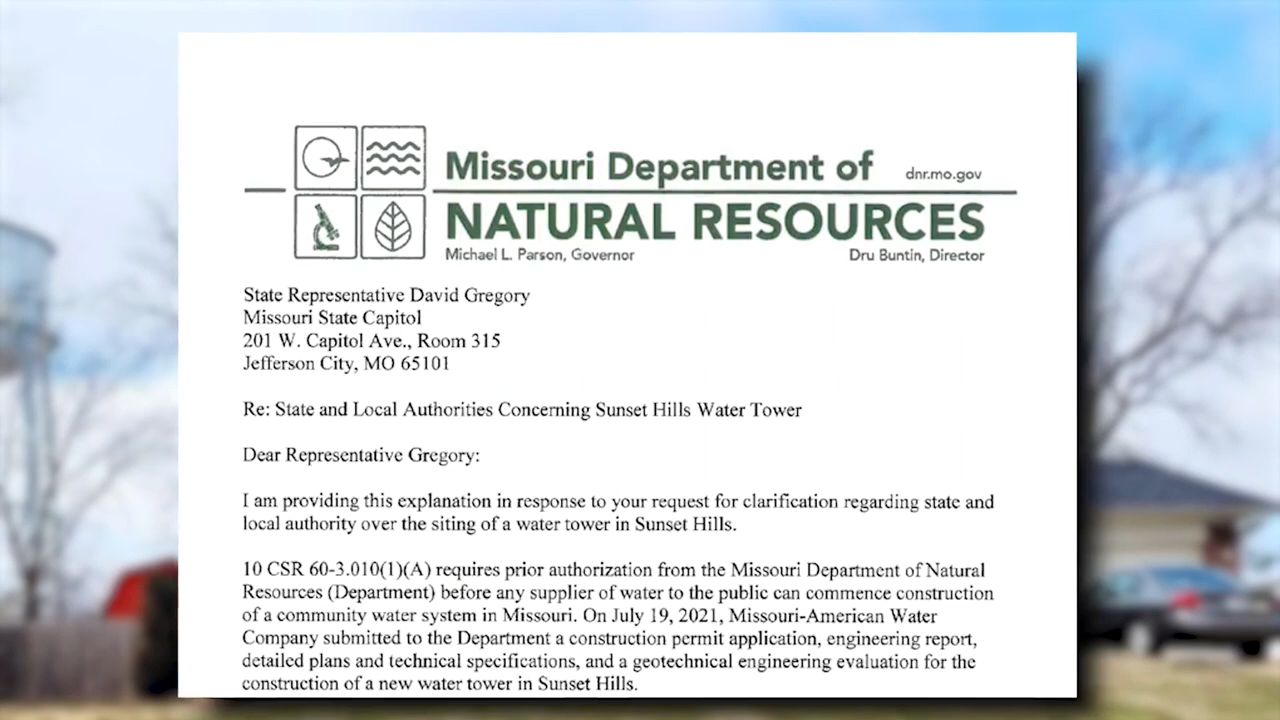 Missouri Department of dnr.mo.gov
NATURAL RESOURCES
Michael L. Parson, Governor Dru Buntin, Director
State Representative David Gregory
Missouri State Capitol
201 W. Capitol Ave., Room 315
Jefferson City, MO 65101
Re: State and Local Authorities Concerning Sunset Hills Water Tower
Dear Representative Gregory:
I am providing this explanation in response to your request for clarification regarding state and
local authority over the siting of a water tower in Sunset Hills.
10 CSR 60-3.010(1)(A) requires prior authorization from the Missouri Department of Natural
Resources (Department) before any supplier of water to the public can commence construction
of a community water system in Missouri. On July 19, 2021, Missouri-American Water
Company submitted to the Department a construction permit application, engineering report,
detailed plans and technical specifications, and a geotechnical engineering evaluation for the
construction of a new water tower in Sunset Hills.